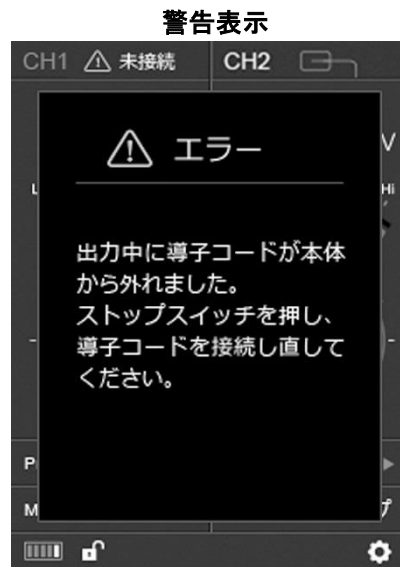 警告表示
CH1 未接続 CH2
エラー
V
L
Hi
出力中に導子コードが本体
から外れました。
ストップスイッチを押し、
導子コードを接続し直して
ください。
P
M
プ